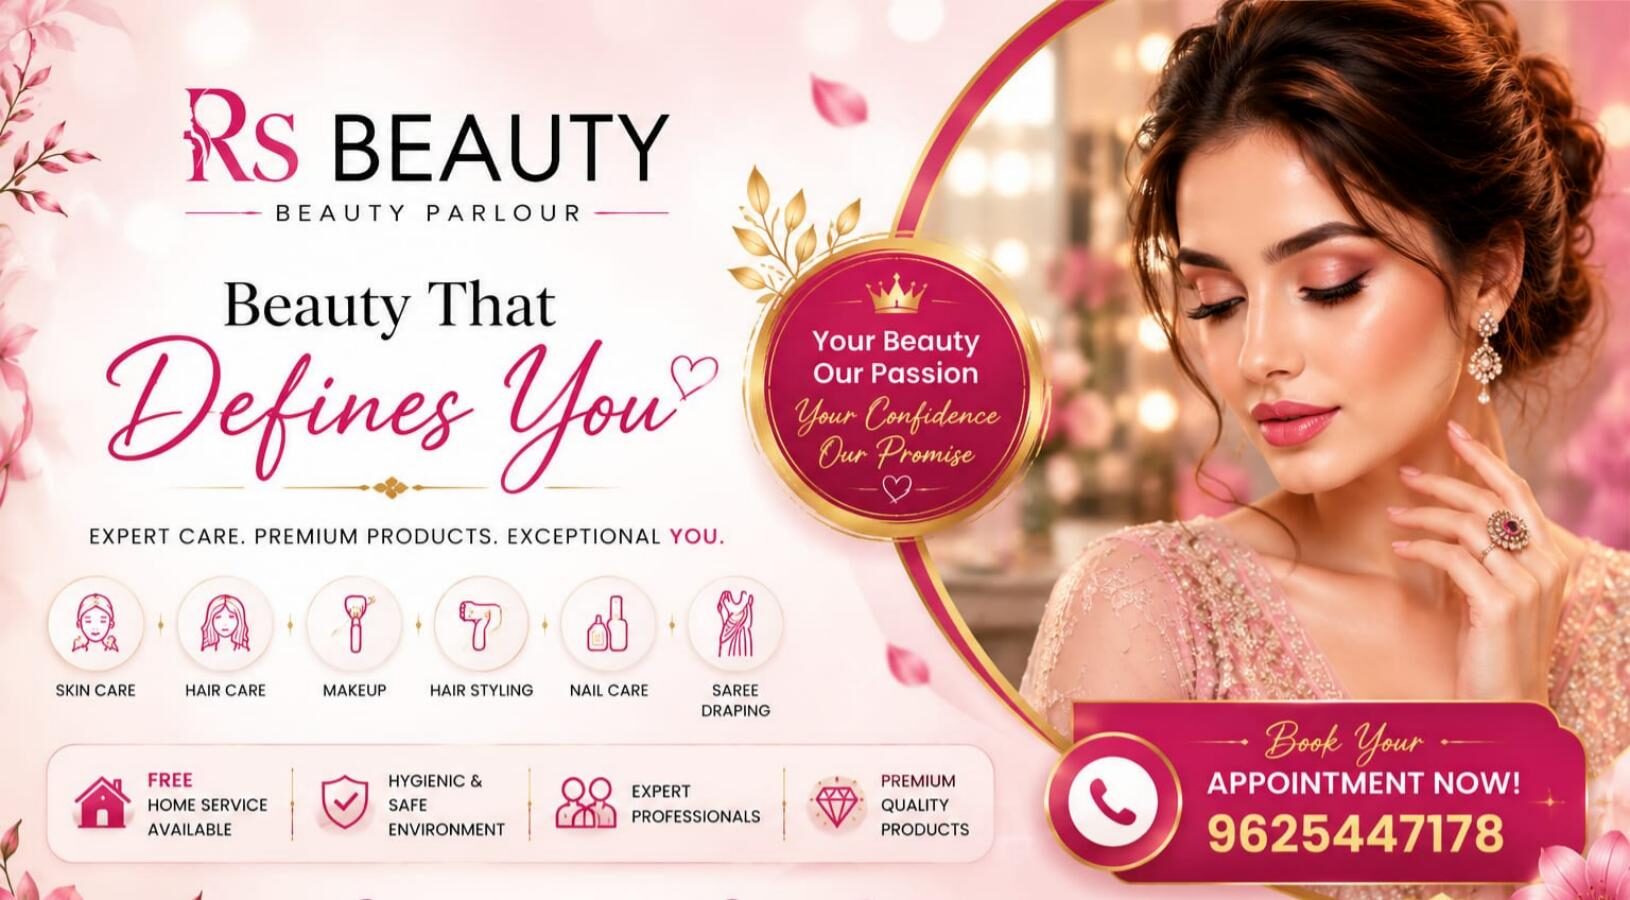 RS BEAUTY
BEAUTY PARLOUR
Beauty That
Defines You
EXPERT CARE. PREMIUM PRODUCTS. EXCEPTIONAL YOU.
SKIN CARE
HAIR CARE
MAKEUP
HAIR STYLING
NAIL CARE
SAREE
DRAPING
FREE
HOME SERVICE
AVAILABLE
HYGIENIC &
SAFE
ENVIRONMENT
EXPERT
PROFESSIONALS
PREMIUM
QUALITY
PRODUCTS
Your Beauty
Our Passion
Your Confidence
Our Promise
Book Your
APPOINTMENT NOW!
9625447178